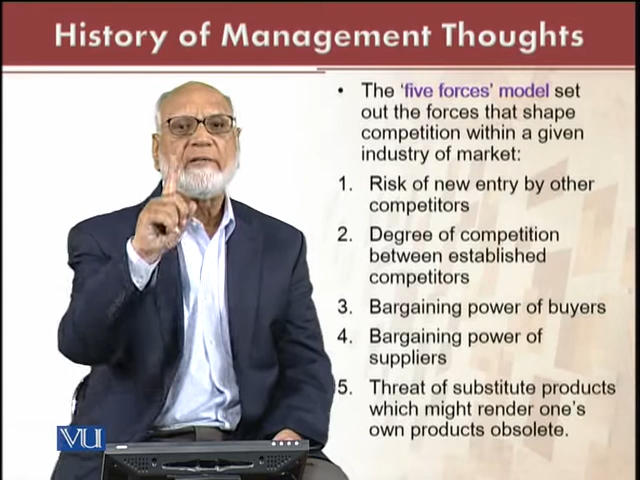 History of Management Thoughts
• The ‘five forces’ model set
out the forces that shape
competition within a given
industry of market:
1. Risk of new entry by other
competitors
2. Degree of competition
between established
competitors
3. Bargaining power of buyers
4. Bargaining power of
suppliers
5. Threat of substitute products
which might render one’s
own products obsolete.
VU